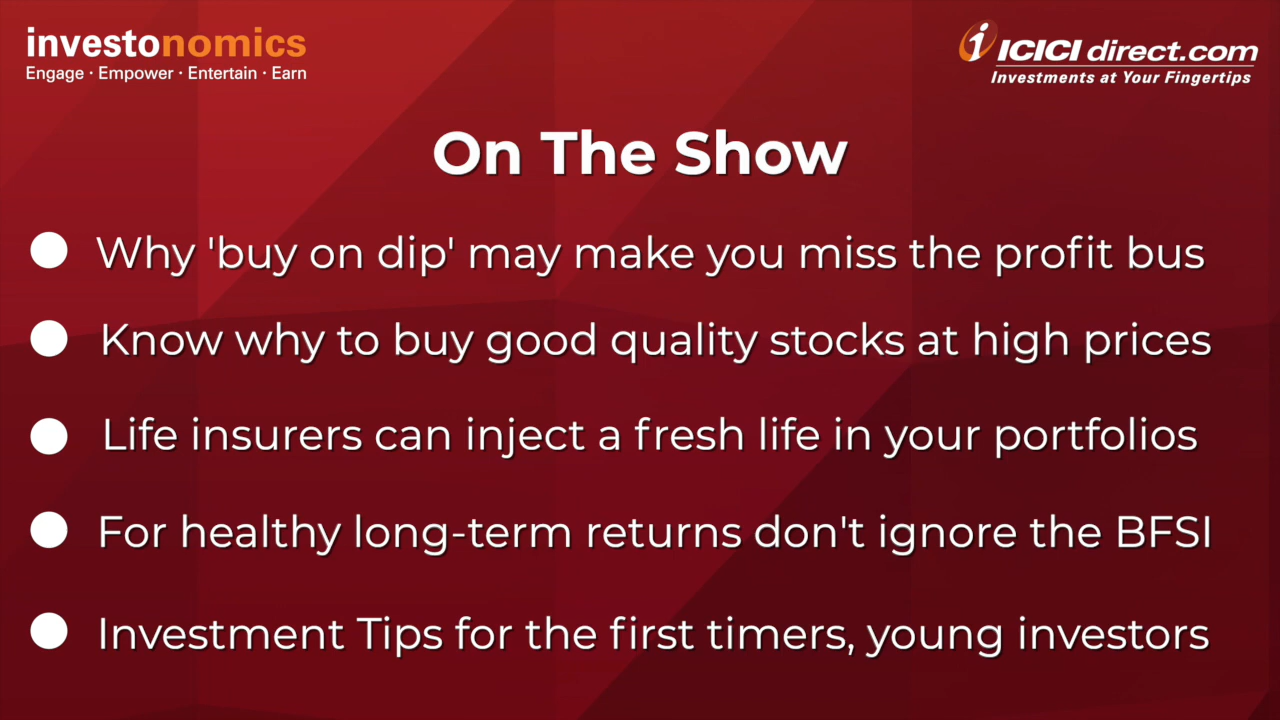 investonomics
Engage · Empower · Entertain · Earn
ICICI direct.com
Investments at Your Fingertips
On The Show
Why 'buy on dip' may make you miss the profit bus
Know why to buy good quality stocks at high prices
Life insurers can inject a fresh life in your portfolios
For healthy long-term returns don't ignore the BFSI
Investment Tips for the first timers, young investors